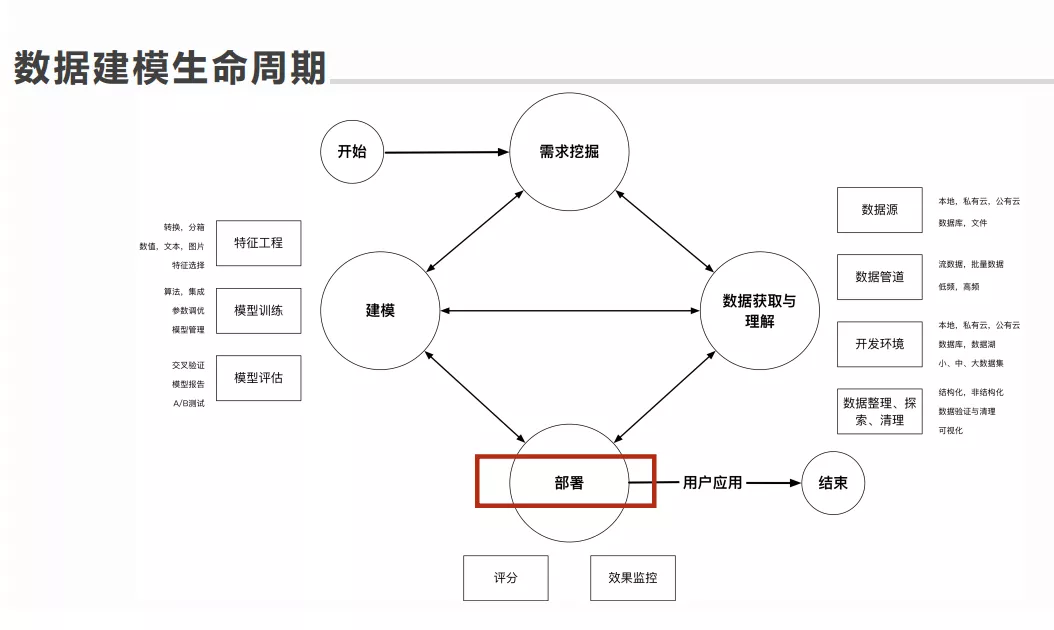 数据建模生命周期
开始
需求挖掘
转换，分箱
数值，文本，图片
特征选择
特征工程
算法，集成
参数调优
模型管理
模型训练
交叉验证
模型报告
A/B测试
模型评估
建模
数据获取与
理解
数据源
本地，私有云，公有云
数据库，文件
数据管道
流数据，批量数据
低频，高频
开发环境
本地，私有云，公有云
数据库，数据湖
小、中、大数据集
数据整理、探
索、清理
结构化，非结构化
数据验证与清理
可视化
部署
用户应用
结束
评分
效果监控